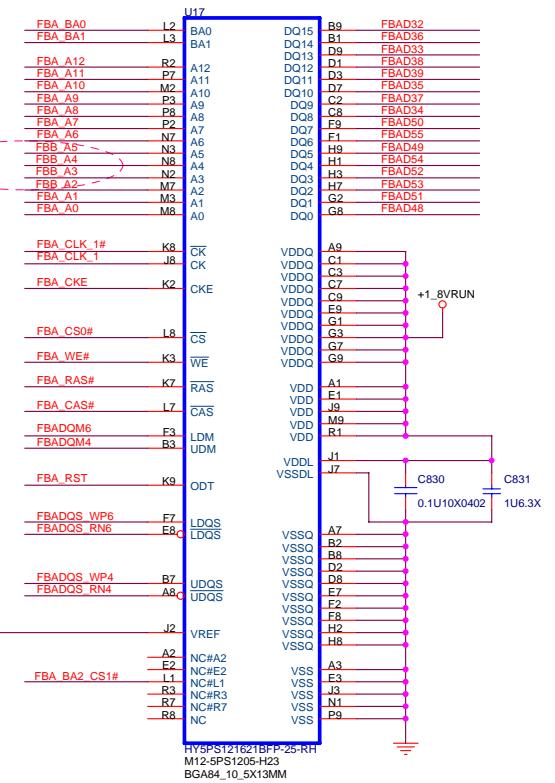 U17
FBA_BA0 L2 BA0 DQ15 B9 FBAD32
FBA_BA1 L3 BA1 DQ14 B1 FBAD36
DQ13 D9 FBAD33
FBA_A12 R2 A12 DQ12 D1 FBAD38
FBA_A11 P7 A11 DQ11 D3 FBAD39
FBA_A10 M2 A10 DQ10 D7 FBAD35
FBA_A9 P3 A9 DQ9 C2 FBAD37
FBA_A8 P8 A8 DQ8 C8 FBAD34
FBA_A7 P2 A7 DQ7 F9 FBAD50
FBA_A6 N7 A6 DQ6 F1 FBAD55
FBB_A5 N3 A5 DQ5 H9 FBAD49
FBB_A4 N8 A4 DQ4 H1 FBAD54
FBB_A3 N2 A3 DQ3 H3 FBAD52
FBB_A2 M7 A2 DQ2 H7 FBAD53
FBA_A1 M3 A1 DQ1 G2 FBAD51
FBA_A0 M8 A0 DQ0 G8 FBAD48
FBA_CLK_1# K8 CK VDDQ A9
FBA_CLK_1 J8 CK VDDQ C1
VDDQ C3
FBA_CKE K2 CKE VDDQ C7
VDDQ C9
VDDQ E9
+1_8VRUN
VDDQ G1
FBA_CS0# L8 CS VDDQ G3
VDDQ G7
FBA_WE# K3 WE VDDQ G9
FBA_RAS# K7 RAS VDD A1
VDD E1
FBA_CAS# L7 CAS VDD J9
VDD M9
FBADQM6 F3 LDM VDD R1
FBADQM4 B3 UDM
VDDL J1
FBA_RST K9 ODT VSSDL J7
C830 C831
0.1U10X0402 1U6.3X
FBADQS_WP6 F7 LDQS VSSQ A7
FBADQS_RN6 E8 LDQS VSSQ B2
VSSQ B8
VSSQ D2
FBADQS_WP4 B7 UDQS VSSQ D8
FBADQS_RN4 A8 UDQS VSSQ E7
VSSQ F2
VSSQ F8
J2 VREF VSSQ H2
VSSQ H8
A2 NC#A2
E2 NC#E2 VSS A3
FBA_BA2_CS1# L1 NC#L1 VSS E3
R3 NC#R3 VSS J3
R7 NC#R7 VSS N1
R8 NC VSS P9
HY5PS121621BFP-25-RH
M12-5PS1205-H23
BGA84_10_5X13MM